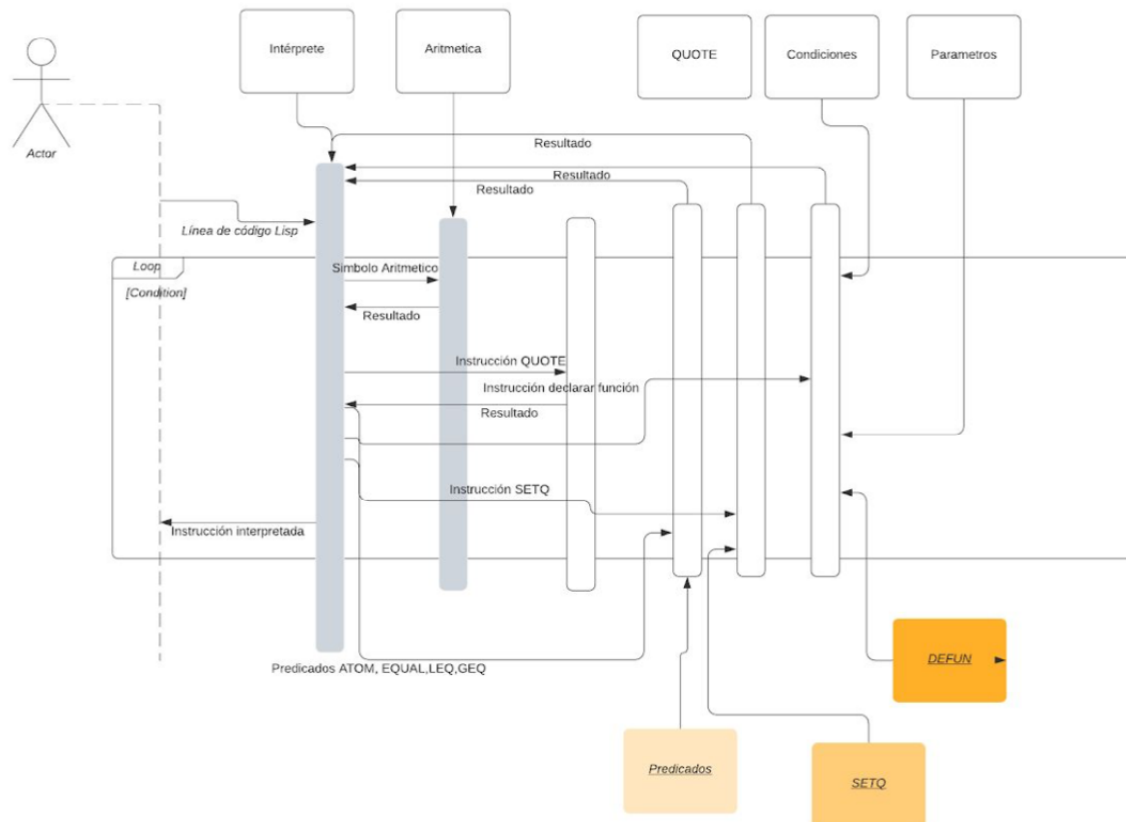 Intérprete
Aritmetica
QUOTE
Condiciones
Parametros
Actor
Resultado
Resultado
Resultado
Línea de código Lisp
Loop
Simbolo Aritmetico
[Condition]
Resultado
Instrucción QUOTE
Instrucción declarar función
Resultado
Instrucción SETQ
Instrucción interpretada
Predicados ATOM, EQUAL,LEQ,GEQ
DEFUN
Predicados
SETQ